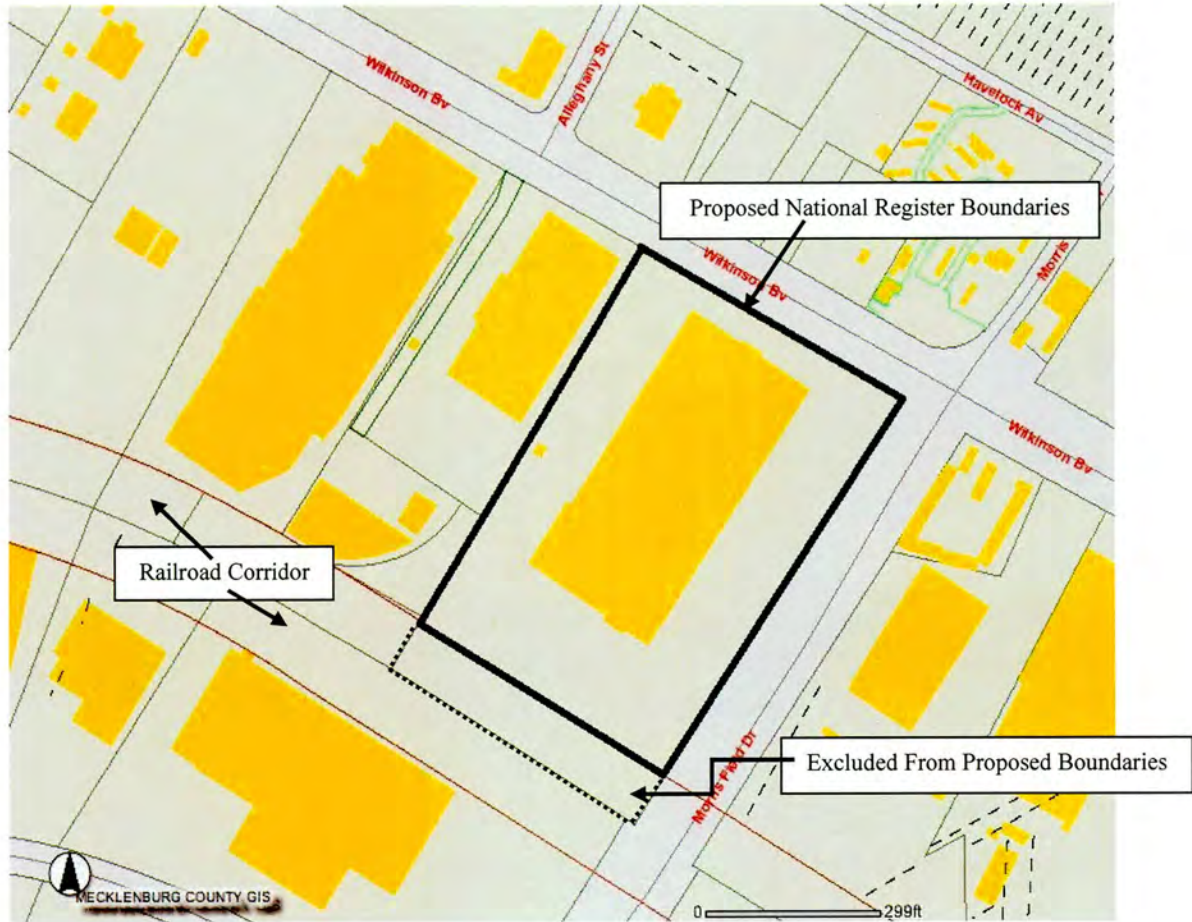 Wilkinson Bv
Alleghany St
Havelock Av
Proposed National Register Boundaries
Wilkinson Bv
Morris
Wilkinson Bv
Railroad Corridor
Excluded From Proposed Boundaries
Morris Field Dr
MECKLENBURG COUNTY GIS
0 299ft